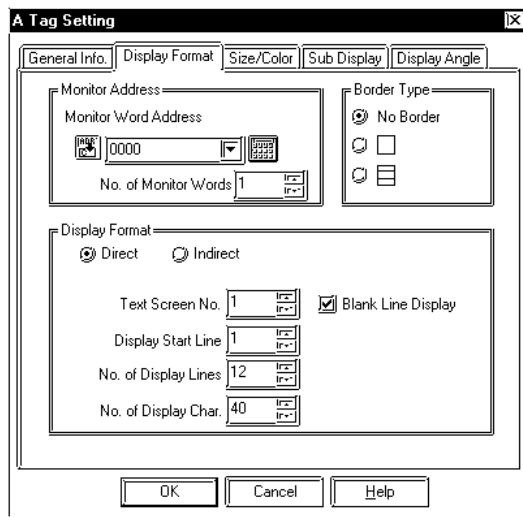 A Tag Setting
General Info. Display Format Size/Color Sub Display Display Angle
Monitor Address
Monitor Word Address
0000
No. of Monitor Words 1
Border Type
No Border
Display Format
Direct Indirect
Text Screen No. 1 Blank Line Display
Display Start Line 1
No. of Display Lines 12
No. of Display Char. 40
OK Cancel Help